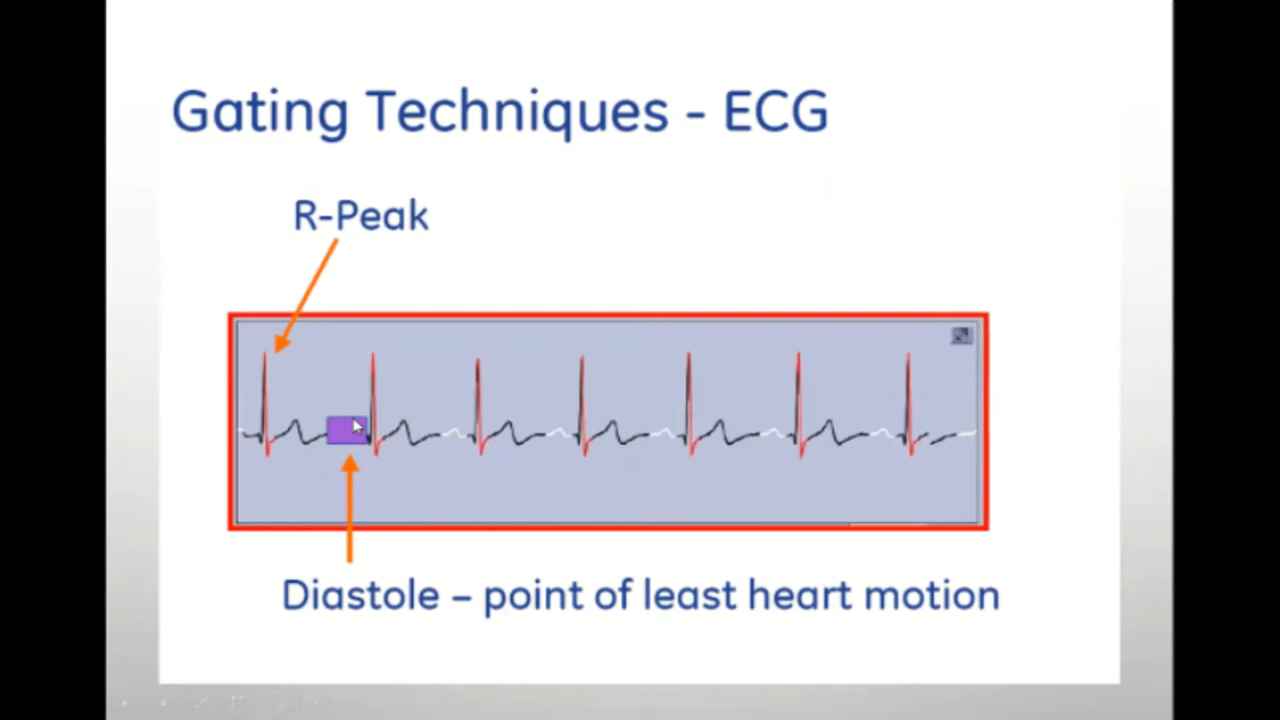 Gating Techniques - ECG
R-Peak
Diastole – point of least heart motion